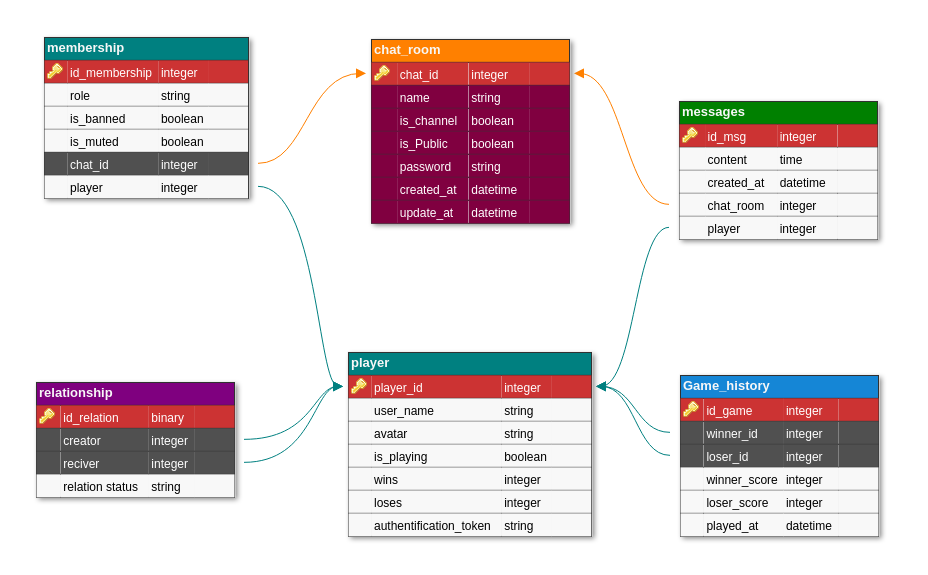 membership
id_membership integer
role string
is_banned boolean
is_muted boolean
chat_id integer
player integer
chat_room
chat_id integer
name string
is_channel boolean
is_Public boolean
password string
created_at datetime
update_at datetime
messages
id_msg integer
content time
created_at datetime
chat_room integer
player integer
relationship
id_relation binary
creator integer
reciver integer
relation status string
player
player_id integer
user_name string
avatar string
is_playing boolean
wins integer
loses integer
authentification_token string
Game_history
id_game integer
winner_id integer
loser_id integer
winner_score integer
loser_score integer
played_at datetime